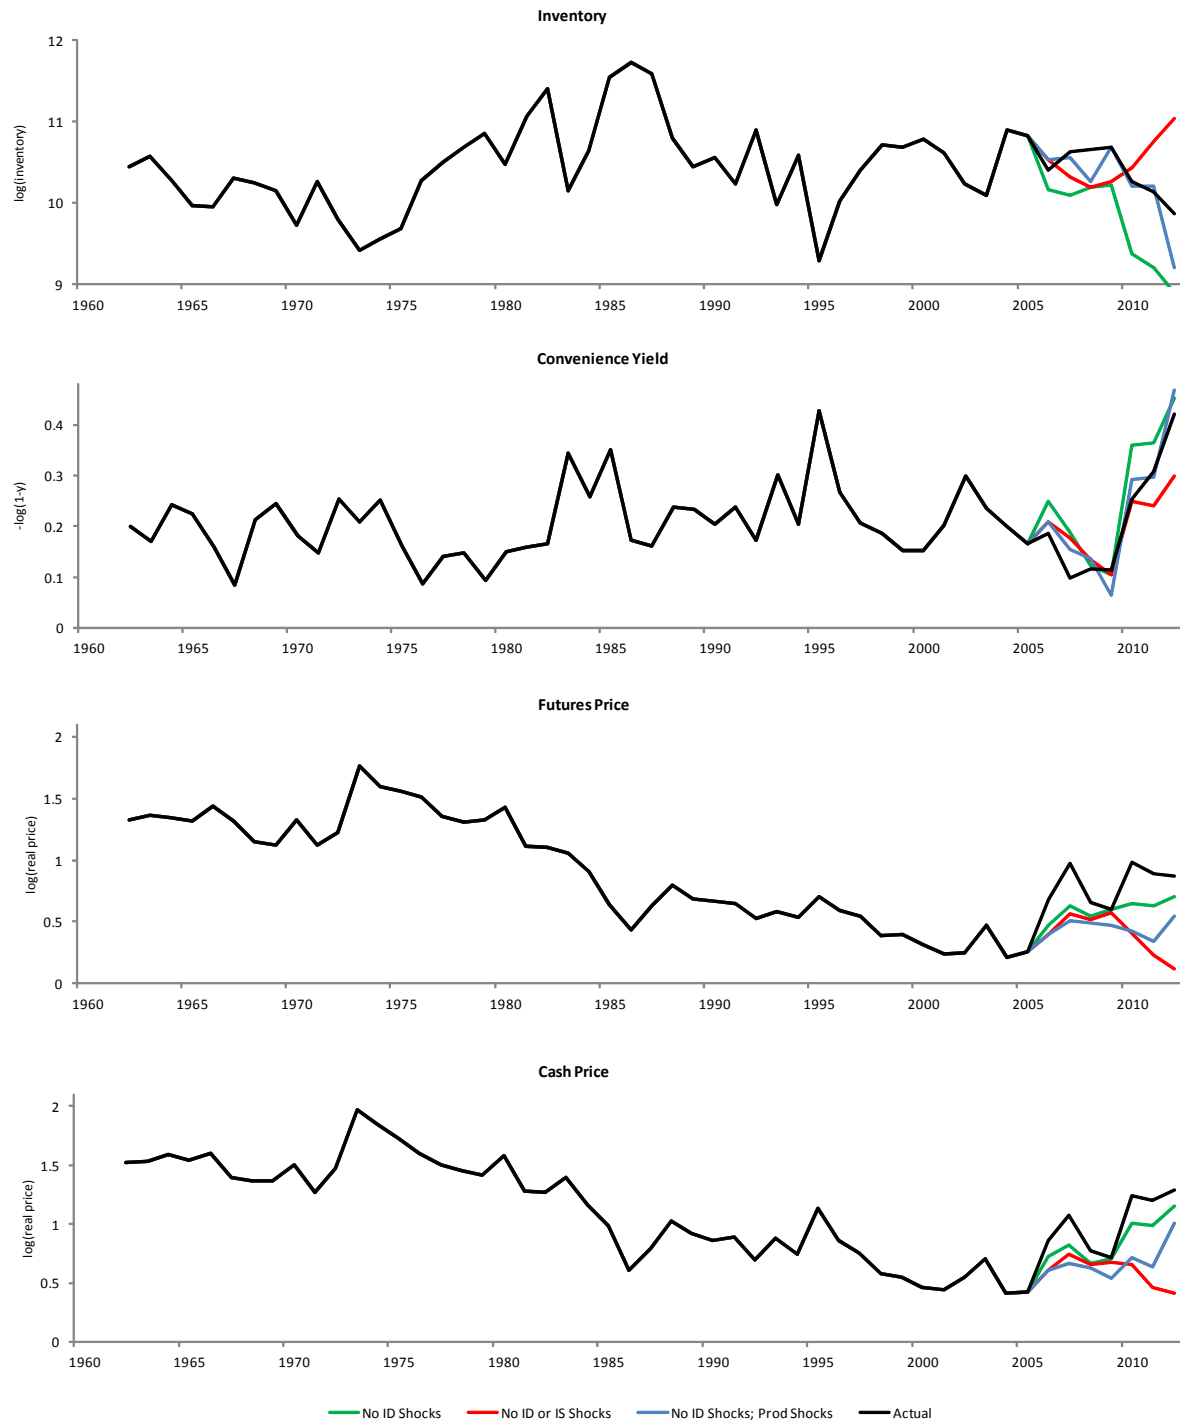 Inventory
12
11
10
9
log(inventory)
1960 1965 1970 1975 1980 1985 1990 1995 2000 2005 2010
Convenience Yield
0.4
0.3
0.2
0.1
0
-log(1-y)
1960 1965 1970 1975 1980 1985 1990 1995 2000 2005 2010
Futures Price
2
1.5
1
0.5
0
log(real price)
1960 1965 1970 1975 1980 1985 1990 1995 2000 2005 2010
Cash Price
2
1.5
1
0.5
0
log(real price)
1960 1965 1970 1975 1980 1985 1990 1995 2000 2005 2010
No ID Shocks No ID or IS Shocks No ID Shocks; Prod Shocks Actual